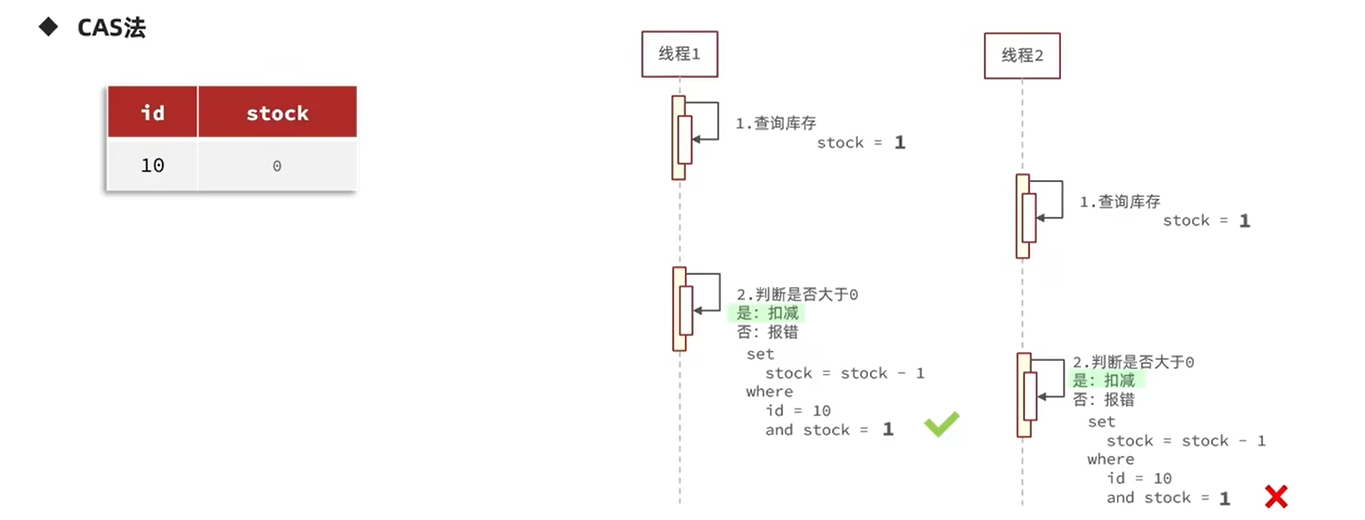 ◆ CAS法
id stock
10 0
线程1
1.查询库存
stock = 1
2.判断是否大于0
是：扣减
否：报错
set
stock = stock - 1
where
id = 10
and stock = 1
线程2
1.查询库存
stock = 1
2.判断是否大于0
是：扣减
否：报错
set
stock = stock - 1
where
id = 10
and stock = 1